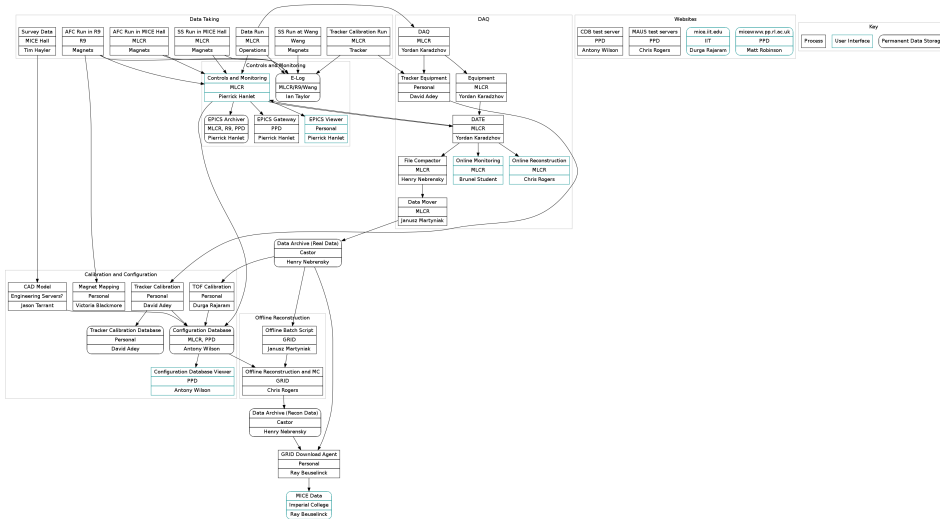 Data Taking
DAQ
Websites
Key
Survey Data
MICE Hall
Tim Hayler
AFC Run in R9
R9
Magnets
AFC Run in MICE Hall
MLCR
Magnets
SS Run in MICE Hall
MLCR
Magnets
Data Run
MLCR
Operations
SS Run at Wang
Wang
Magnets
Tracker Calibration Run
MLCR
Tracker
DAQ
MLCR
Yordan Karadzhov
CDB test server
PPD
Antony Wilson
MAUS test servers
PPD
Chris Rogers
mice.iit.edu
IIT
Durga Rajaram
micewww.pp.rl.ac.uk
PPD
Matt Robinson
Process
User Interface
Permanent Data Storage
Controls and Monitoring
Controls and Monitoring
MLCR
Pierrick Hanlet
E-Log
MLCR/R9/Wang
Ian Taylor
Tracker Equipment
Personal
David Adey
Equipment
MLCR
Yordan Karadzhov
EPICS Archiver
MLCR, R9, PPD
Pierrick Hanlet
EPICS Gateway
PPD
Pierrick Hanlet
EPICS Viewer
Personal
Pierrick Hanlet
DATE
MLCR
Yordan Karadzhov
File Compactor
MLCR
Henry Nebrensky
Online Monitoring
MLCR
Brunel Student
Online Reconstruction
MLCR
Chris Rogers
Data Mover
MLCR
Janusz Martyniak
Data Archive (Real Data)
Castor
Henry Nebrensky
Calibration and Configuration
CAD Model
Engineering Servers?
Jason Tarrant
Magnet Mapping
Personal
Victoria Blackmore
Tracker Calibration
Personal
David Adey
TOF Calibration
Personal
Durga Rajaram
Offline Reconstruction
Tracker Calibration Database
Personal
David Adey
Configuration Database
MLCR, PPD
Antony Wilson
Offline Batch Script
GRID
Janusz Martyniak
Configuration Database Viewer
PPD
Antony Wilson
Offline Reconstruction and MC
GRID
Chris Rogers
Data Archive (Recon Data)
Castor
Henry Nebrensky
GRID Download Agent
Personal
Ray Beuselinck
MICE Data
Imperial College
Ray Beuselinck